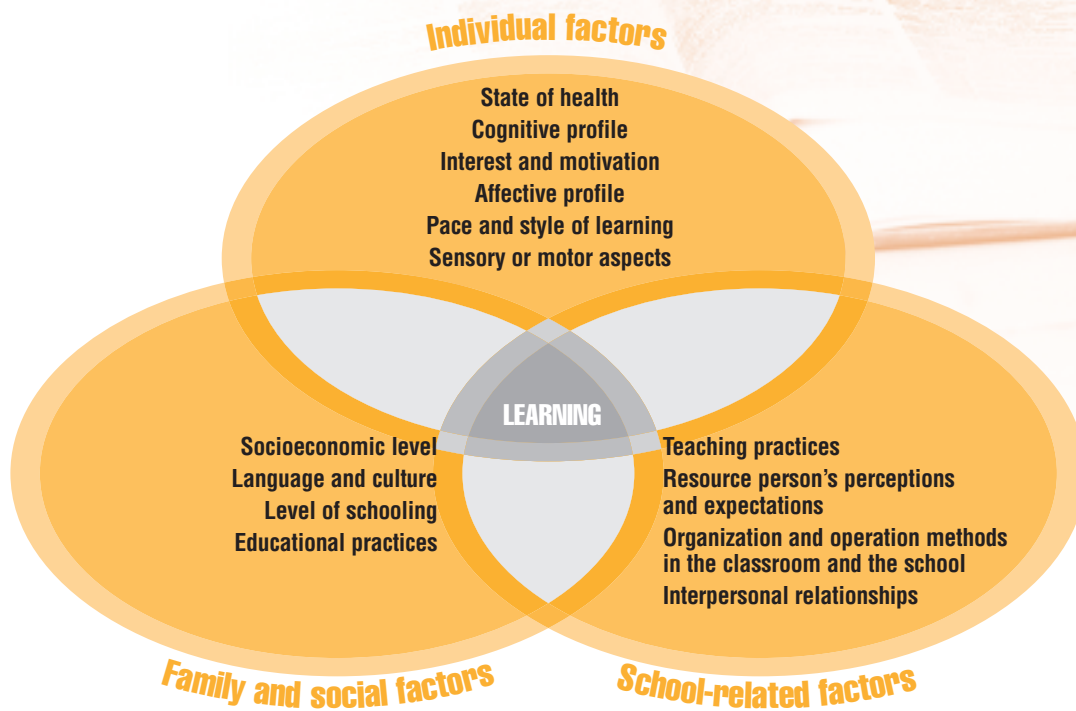 Individual factors
State of health
Cognitive profile
Interest and motivation
Affective profile
Pace and style of learning
Sensory or motor aspects
LEARNING
Socioeconomic level
Language and culture
Level of schooling
Educational practices
Teaching practices
Resource person's perceptions
and expectations
Organization and operation methods
in the classroom and the school
Interpersonal relationships
Family and social factors
School-related factors